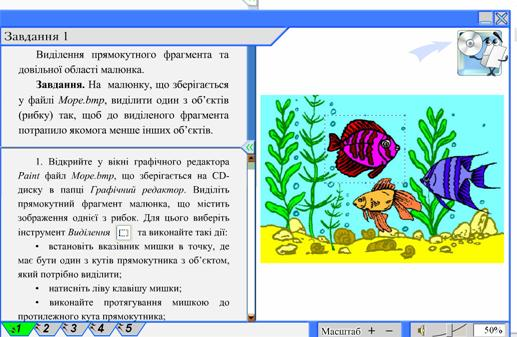 Завдання 1
Виділення прямокутного фрагмента та
довільної області малюнка.
Завдання. На малюнку, що зберігається
у файлі Море.bmp, виділити один з об’єктів
(рибку) так, щоб до виділеного фрагмента
потрапило якомога менше інших об’єктів.
1. Відкрийте у вікні графічного редактора
Paint файл Море.bmp, що зберігається на CD-
диску в папці Графічний редактор. Виділіть
прямокутний фрагмент малюнка, що містить
зображення однієї з рибок. Для цього виберіть
інструмент Виділення та виконайте такі дії:
• встановіть вказівник мишки в точку, де
має бути один з кутів прямокутника з об’єктом,
який потрібно виділити;
• натисніть ліву клавішу мишки;
• виконайте протягування мишкою до
протилежного кута прямокутника;
1 2 3 4 5
Масштаб + − 50%